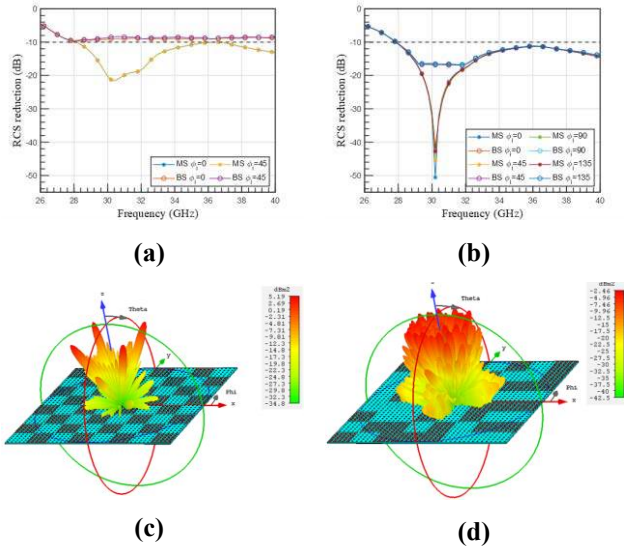 (a)
RCS reduction (dB)
0
-10
-20
-30
-40
-50
MS ϕi=0
BS ϕi=0
MS ϕi=45
BS ϕi=45
26 28 30 32 34 36 38 40
Frequency (GHz)
(b)
RCS reduction (dB)
0
-10
-20
-30
-40
-50
MS ϕi=0
BS ϕi=0
MS ϕi=45
BS ϕi=45
MS ϕi=90
BS ϕi=90
MS ϕi=135
BS ϕi=135
26 28 30 32 34 36 38 40
Frequency (GHz)
z
Theta
y
Phi
x
dBm2
5.19
2.69
0.19
-2.31
-4.81
-7.31
-9.81
-12.3
-14.8
-17.3
-19.8
-22.3
-24.8
-27.3
-29.8
-32.3
-34.8
(c)
Theta
y
Phi
x
dBm2
-2.46
-4.96
-7.46
-9.96
-12.5
-15
-17.5
-20
-22.5
-25
-27.5
-30
-32.5
-35
-37.5
-40
-42.5
(d)